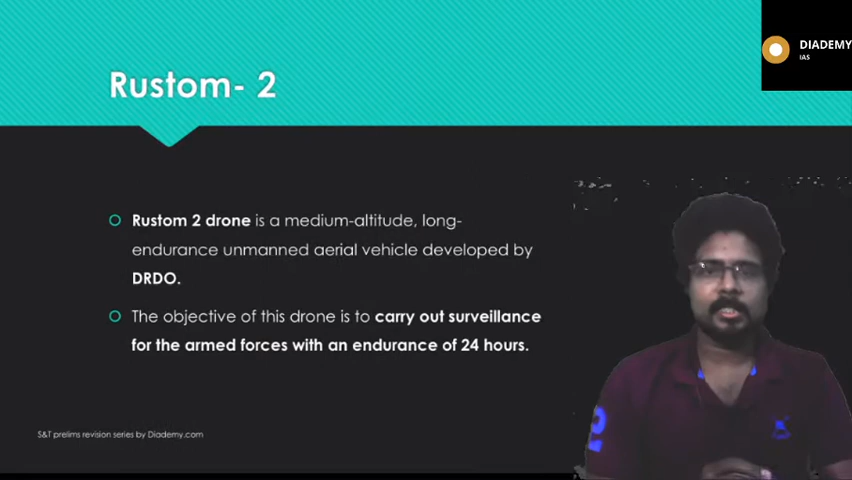 DIADEMY
IAS
Rustom- 2
Rustom 2 drone is a medium-altitude, long-
endurance unmanned aerial vehicle developed by
DRDO.
The objective of this drone is to carry out surveillance
for the armed forces with an endurance of 24 hours.
S&T prelims revision series by Diademy.com
2